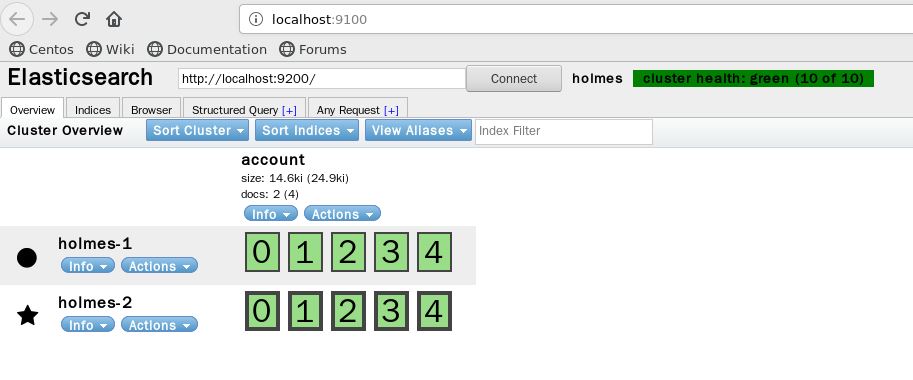 localhost:9100
Centos Wiki Documentation Forums
Elasticsearch http://localhost:9200/ Connect holmes cluster health: green (10 of 10)
Overview Indices Browser Structured Query [+] Any Request [+]
Cluster Overview Sort Cluster Sort Indices View Aliases Index Filter
account
size: 14.6ki (24.9ki)
docs: 2 (4)
Info Actions
holmes-1 0 1 2 3 4
Info Actions
holmes-2 0 1 2 3 4
Info Actions